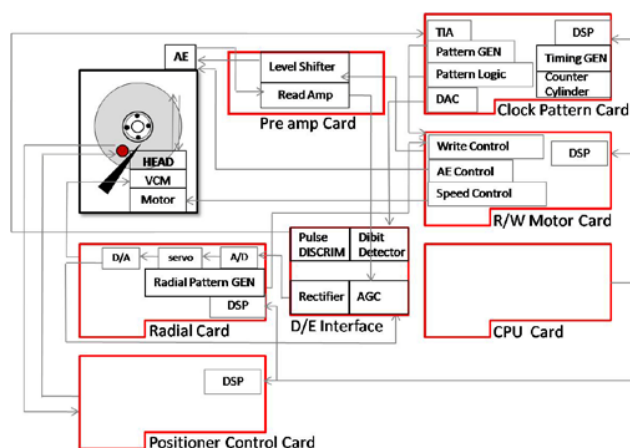 TIA
DSP
Pattern GEN
Timing GEN
Pattern Logic
Counter
Cylinder
DAC
Clock Pattern Card
AE
Level Shifter
Read Amp
Pre amp Card
Write Control
DSP
AE Control
Speed Control
R/W Motor Card
HEAD
VCM
Motor
D/A
servo
A/D
Radial Pattern GEN
DSP
Radial Card
Pulse
DISCRIM
Dibit
Detector
Rectifier
AGC
D/E Interface
CPU Card
DSP
Positioner Control Card